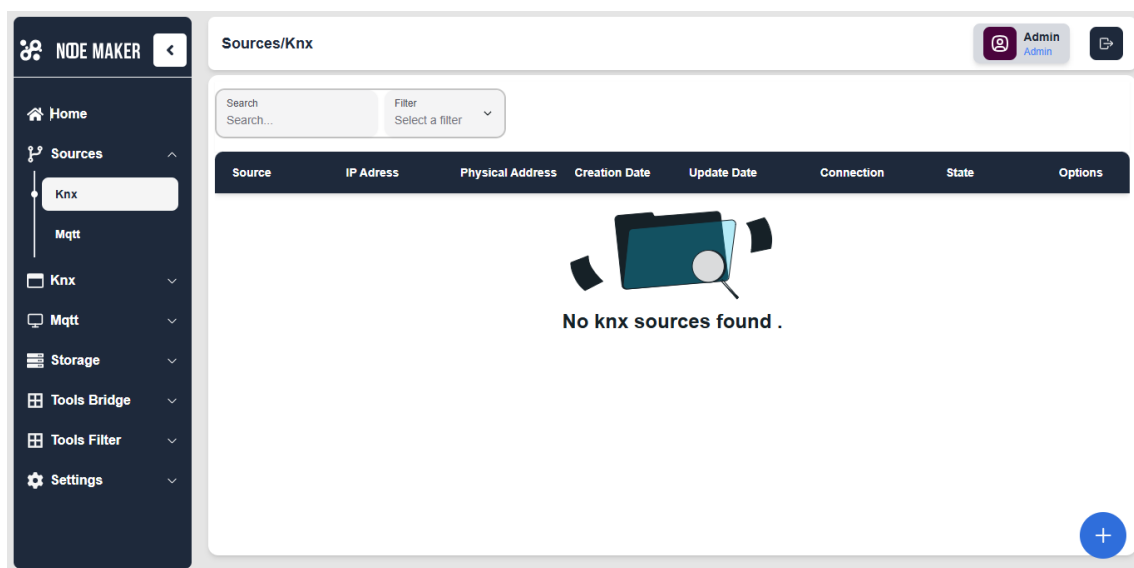 NODE MAKER
Home
Sources
Knx
Mqtt
Knx
Mqtt
Storage
Tools Bridge
Tools Filter
Settings
Sources/Knx
Admin
Admin
Search
Search...
Filter
Select a filter
Source IP Adress Physical Address Creation Date Update Date Connection State Options
No knx sources found .